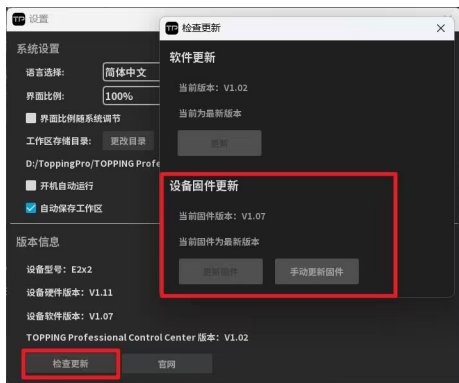 TP 设置
系统设置
语言选择: 简体中文
界面比例: 100%
界面比例随系统调节
工作区存储目录: 更改目录
D:/ToppingPro/TOPPING Profe
开机自动运行
自动保存工作区
版本信息
设备型号: E2x2
设备硬件版本: V1.11
设备软件版本: V1.07
TOPPING Professional Control Center 版本: V1.02
检查更新 官网
TP 检查更新
软件更新
当前版本: V1.02
当前为最新版本
更新
设备固件更新
当前固件版本: V1.07
当前固件为最新版本
更新固件 手动更新固件